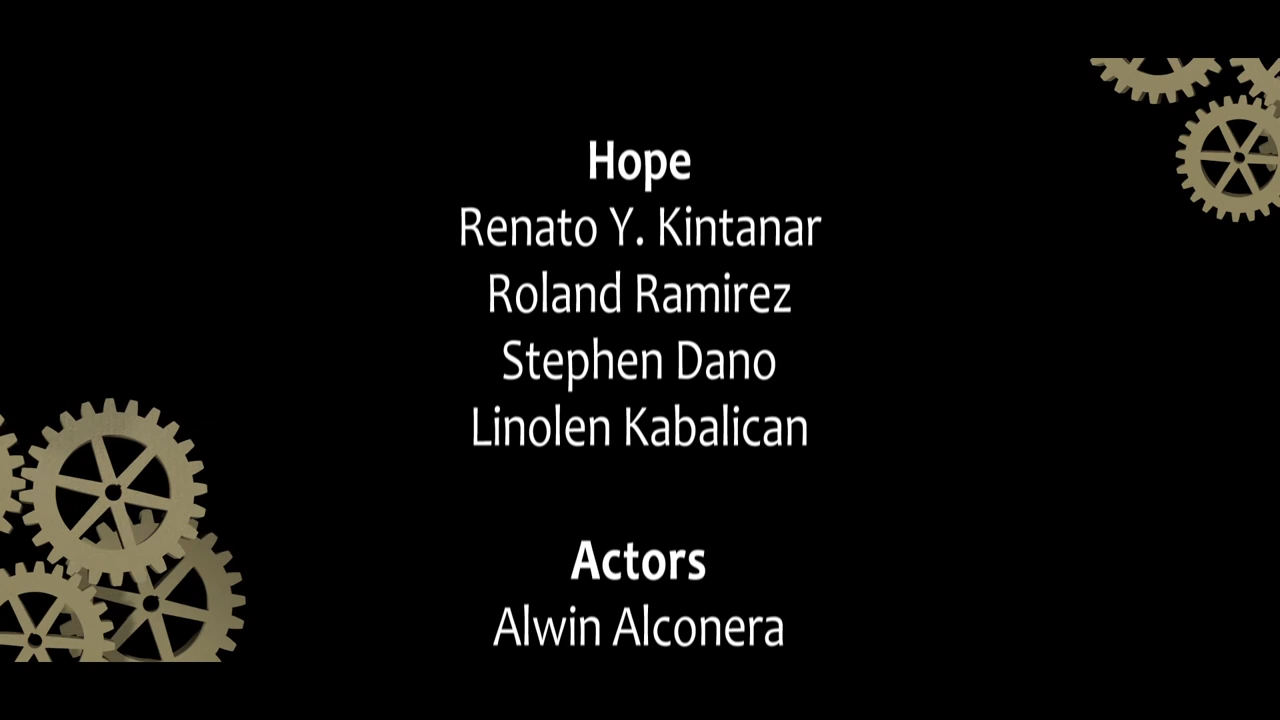 Hope
Renato Y. Kintanar
Roland Ramirez
Stephen Dano
Linolen Kabalican
Actors
Alwin Alconera